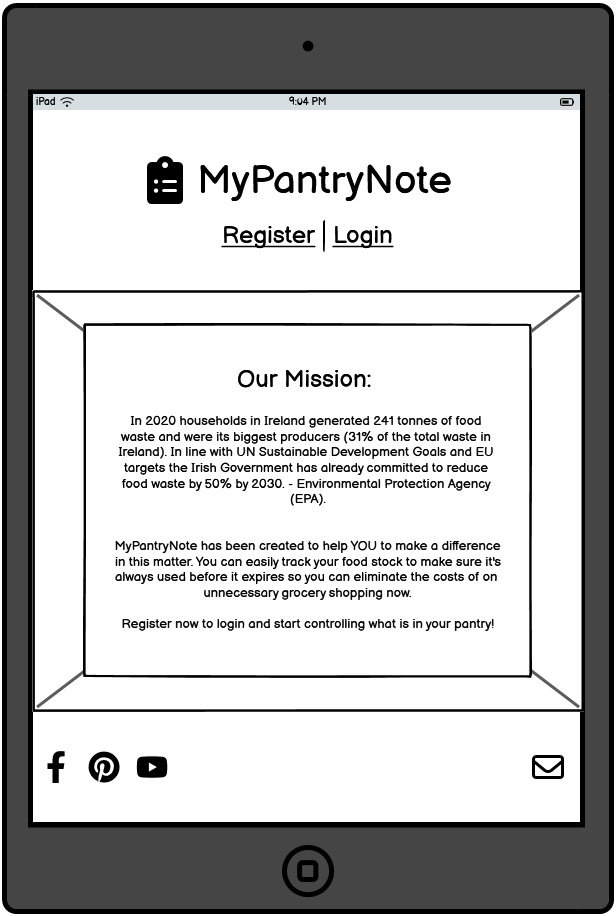 iPad
9:04 PM
MyPantryNote
Register | Login
Our Mission:
In 2020 households in Ireland generated 241 tonnes of food
waste and were its biggest producers (31% of the total waste in
Ireland). In line with UN Sustainable Development Goals and EU
targets the Irish Government has already committed to reduce
food waste by 50% by 2030. - Environmental Protection Agency
(EPA).
MyPantryNote has been created to help YOU to make a difference
in this matter. You can easily track your food stock to make sure it's
always used before it expires so you can eliminate the costs of on
unnecessary grocery shopping now.
Register now to login and start controlling what is in your pantry!